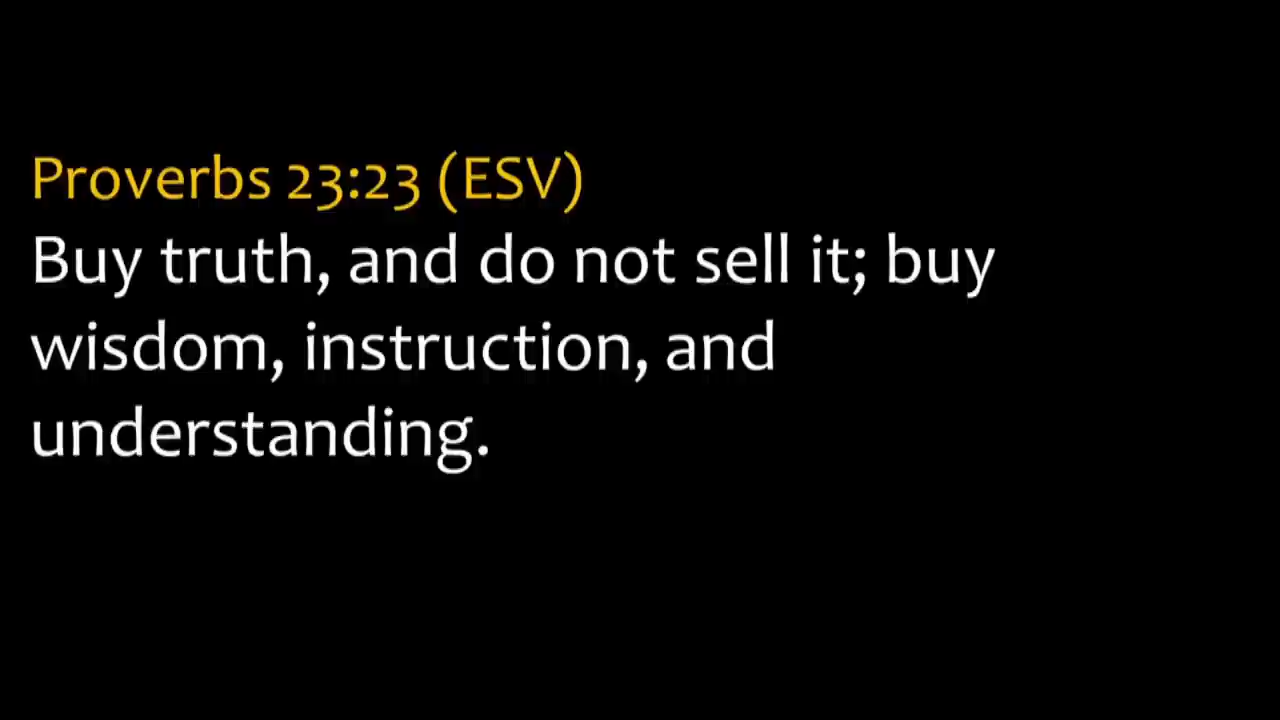 Proverbs 23:23 (ESV)
Buy truth, and do not sell it; buy
wisdom, instruction, and
understanding.